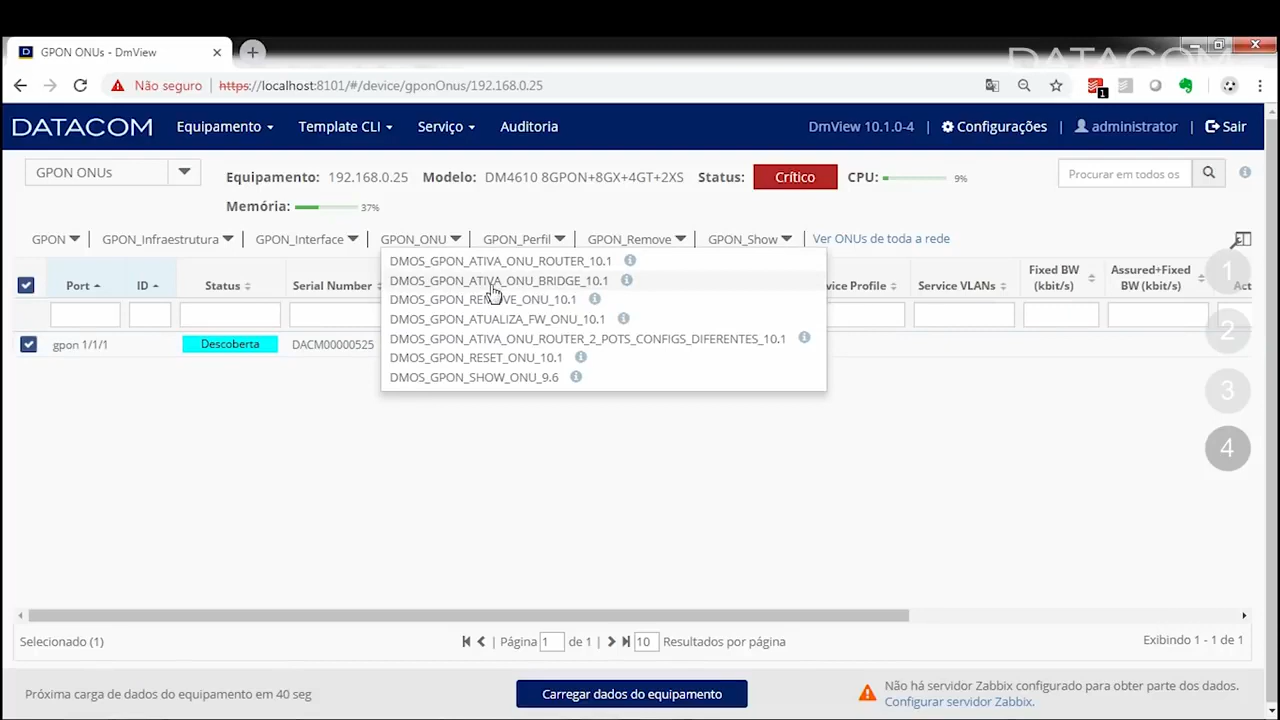 GPON ONUs - DmView
DATACOM
Não seguro | https://localhost:8101/#/device/gponOnus/192.168.0.25
1
DATACOM Equipamento Template CLI Serviço Auditoria DmView 10.1.0-4 | Configurações | administrator | Sair
GPON ONUs Equipamento: 192.168.0.25 Modelo: DM4610 8GPON+8GX+4GT+2XS Status: Crítico CPU: 9% Procurar em todos os
Memória: 37%
GPON | GPON_Infraestrutura | GPON_Interface | GPON_ONU | GPON_Perfil | GPON_Remove | GPON_Show | Ver ONUs de toda a rede
DMOS_GPON_ATIVA_ONU_ROUTER_10.1
DMOS_GPON_ATIVA_ONU_BRIDGE_10.1
DMOS_GPON_REMOVE_ONU_10.1
DMOS_GPON_ATUALIZA_FW_ONU_10.1
DMOS_GPON_ATIVA_ONU_ROUTER_2_POTS_CONFIGS_DIFERENTES_10.1
DMOS_GPON_RESET_ONU_10.1
DMOS_GPON_SHOW_ONU_9.6
Port ID Status Serial Number vice Profile Service VLANs Fixed BW (kbit/s) Assured+Fixed BW (kbit/s) Act
gpon 1/1/1 Descoberta DACM00000525
1
2
3
4
Selecionado (1) | Página 1 de 1 | 10 Resultados por página Exibindo 1 - 1 de 1
Próxima carga de dados do equipamento em 40 seg Carregar dados do equipamento Não há servidor Zabbix configurado para obter parte dos dados.
Configurar servidor Zabbix.